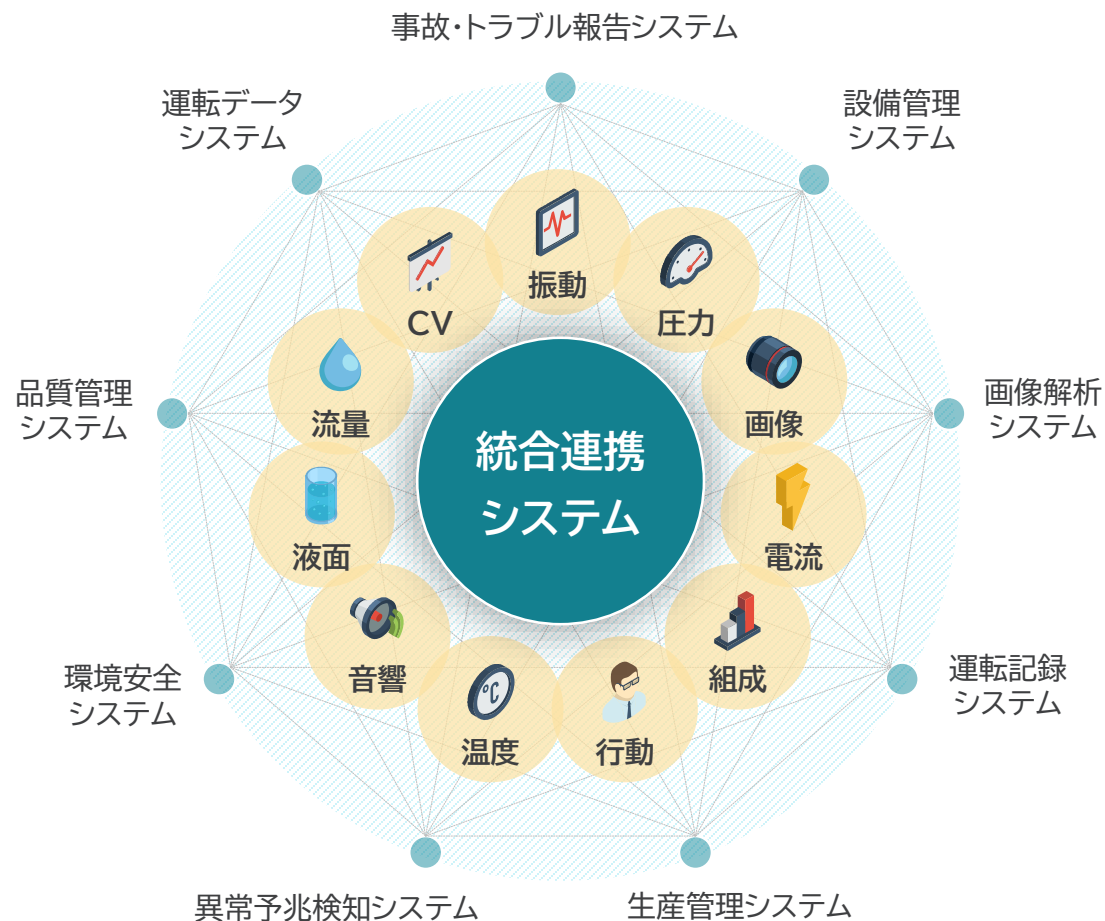 事故・トラブル報告システム
運転データ
システム
設備管理
システム
振動
CV
圧力
流量
画像
品質管理
システム
画像解析
システム
統合連携
システム
液面
電流
音響
組成
環境安全
システム
運転記録
システム
℃
温度
行動
異常予兆検知システム
生産管理システム